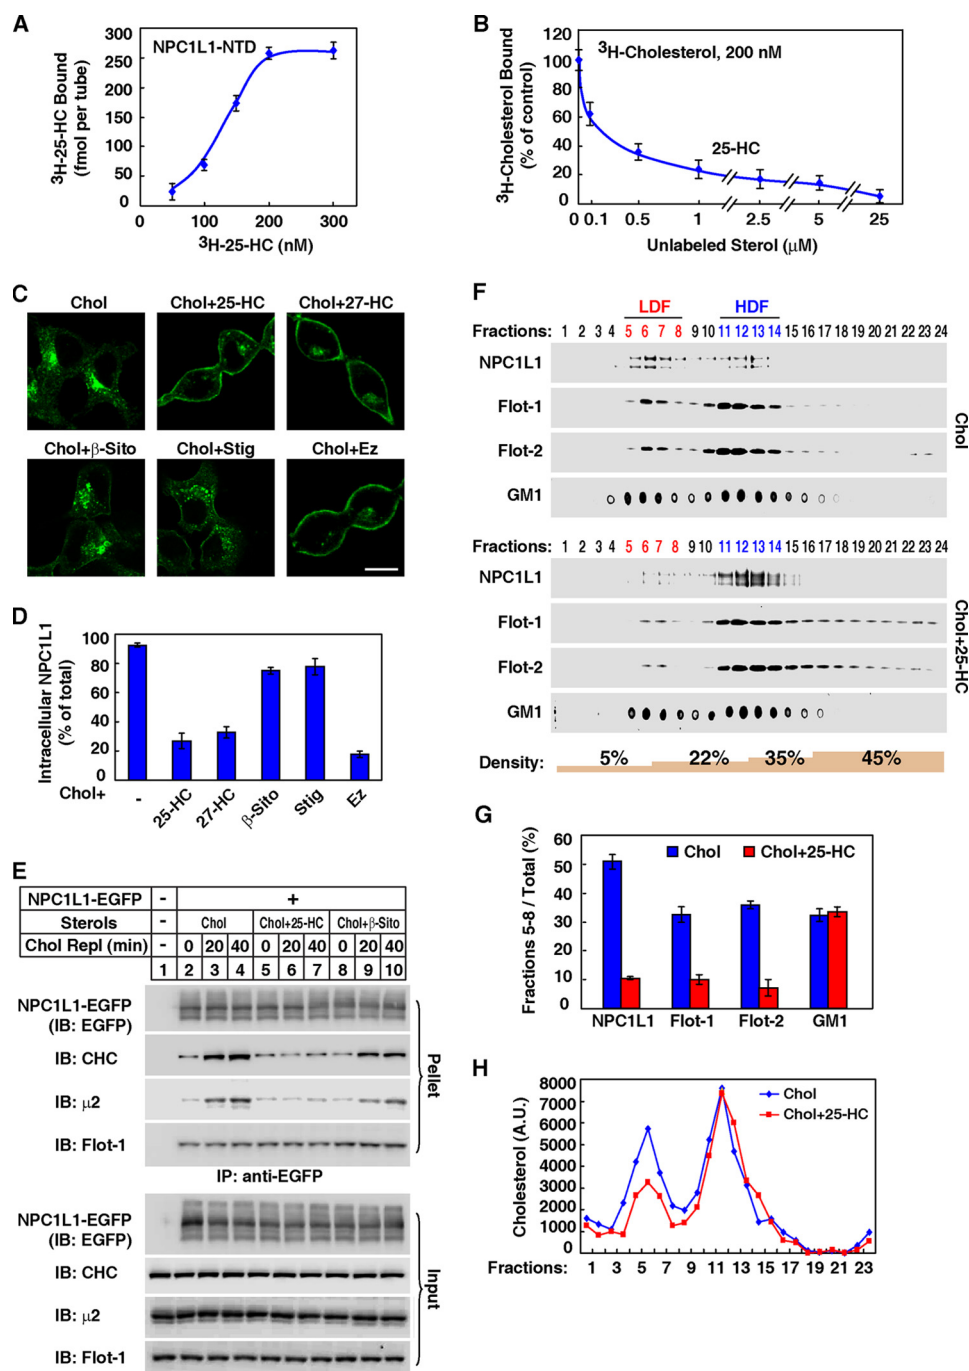 A
NPC1L1-NTD
³H-25-HC Bound
(fmol per tube)
300
250
200
150
100
50
0
0 100 200 300
³H-25-HC (nM)
B
³H-Cholesterol, 200 nM
25-HC
³H-Cholesterol Bound
(% of control)
120
100
80
60
40
20
0
0 0.1 0.5 1 2.5 5 25
Unlabeled Sterol (μM)
C
Chol Chol+25-HC Chol+27-HC
Chol+β-Sito Chol+Stig Chol+Ez
D
Intracellular NPC1L1
(% of total)
100
80
60
40
20
0
Chol+ - 25-HC 27-HC β-Sito Stig Ez
E
NPC1L1-EGFP - +
Sterols - Chol Chol+25-HC Chol+β-Sito
Chol Repl (min) - 0 20 40 0 20 40 0 20 40
1 2 3 4 5 6 7 8 9 10
NPC1L1-EGFP
(IB: EGFP)
IB: CHC
IB: μ2
IB: Flot-1
Pellet
IP: anti-EGFP
NPC1L1-EGFP
(IB: EGFP)
IB: CHC
IB: μ2
IB: Flot-1
Input
F
LDF HDF
Fractions: 1 2 3 4 5 6 7 8 9 10 11 12 13 14 15 16 17 18 19 20 21 22 23 24
NPC1L1
Flot-1
Flot-2
GM1
Chol
Fractions: 1 2 3 4 5 6 7 8 9 10 11 12 13 14 15 16 17 18 19 20 21 22 23 24
NPC1L1
Flot-1
Flot-2
GM1
Chol+25-HC
Density: 5% 22% 35% 45%
G
Fractions 5-8 / Total (%)
60
50
40
30
20
10
0
Chol Chol+25-HC
NPC1L1 Flot-1 Flot-2 GM1
H
Cholesterol (A.U.)
8000
7000
6000
5000
4000
3000
2000
1000
0
Chol
Chol+25-HC
Fractions: 1 3 5 7 9 11 13 15 17 19 21 23